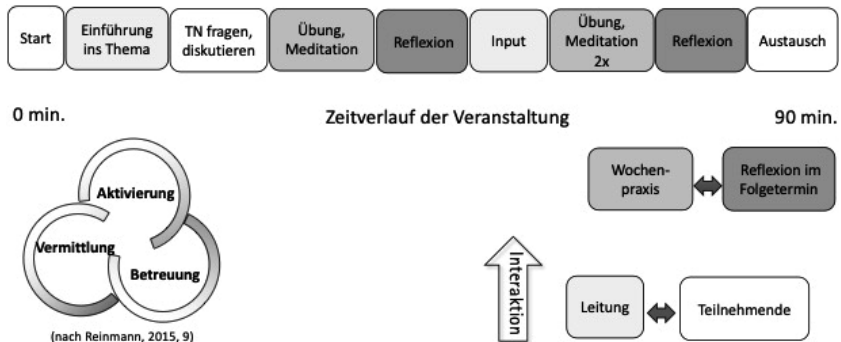 Start
Einführung
ins Thema
TN fragen,
diskutieren
Übung,
Meditation
Reflexion
Input
Übung,
Meditation
2x
Reflexion
Austausch
0 min.
Zeitverlauf der Veranstaltung
90 min.
Aktivierung
Vermittlung
Betreuung
(nach Reinmann, 2015, 9)
Wochen-
praxis
Reflexion im
Folgetermin
Interaktion
Leitung
Teilnehmende